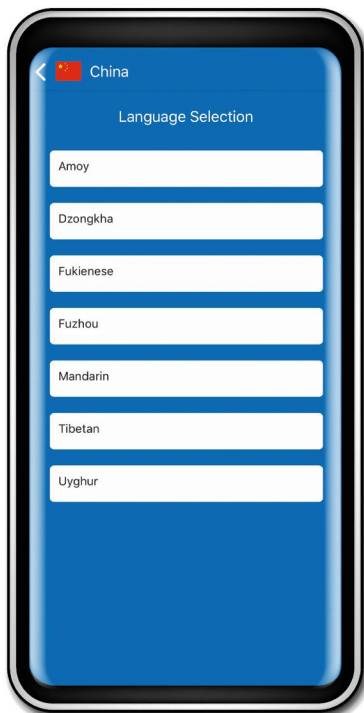 China
Language Selection
Amoy
Dzongkha
Fukienese
Fuzhou
Mandarin
Tibetan
Uyghur